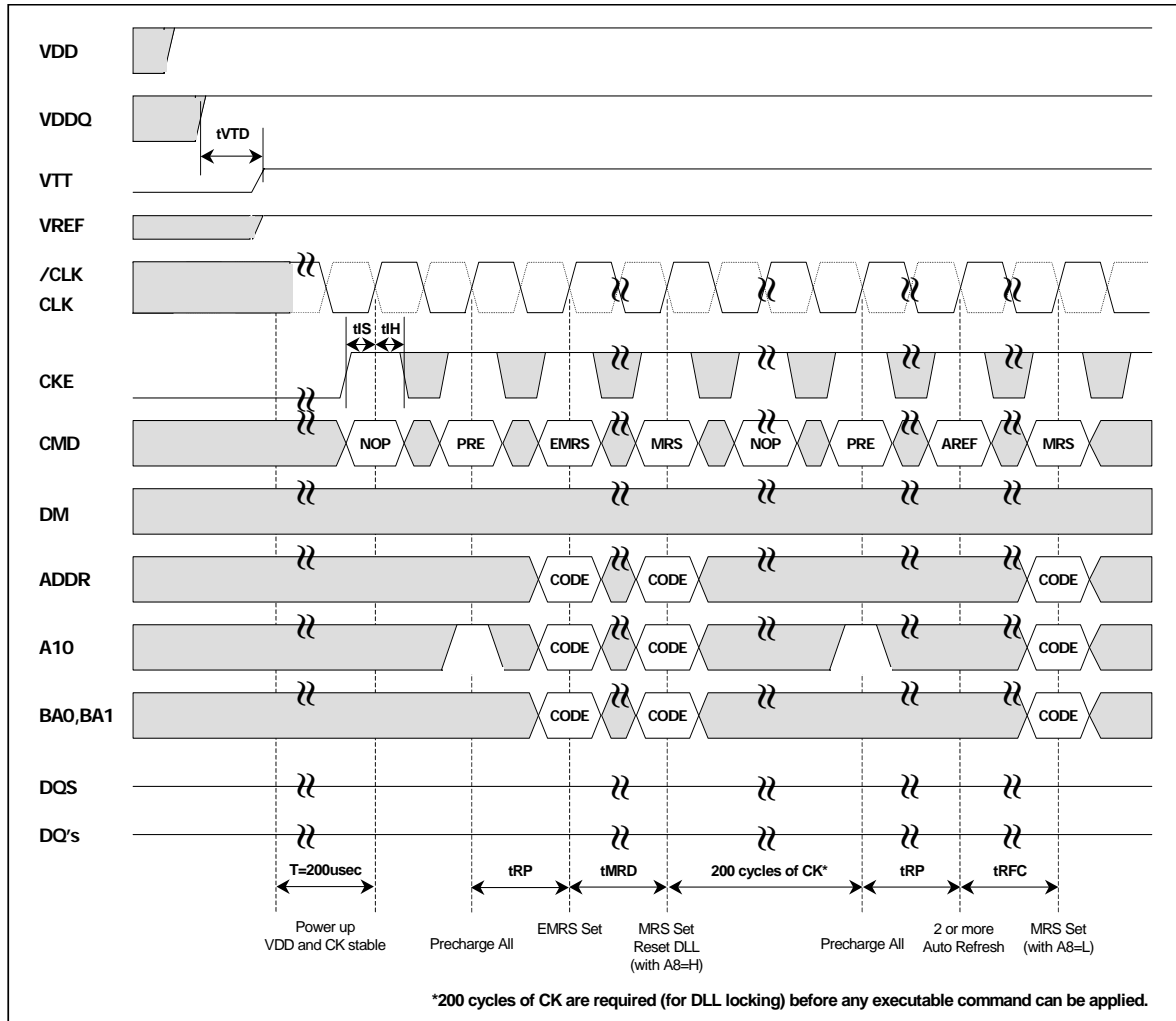 VDD
VDDQ
tVTD
VTT
VREF
/CLK
CLK
tIS tIH
CKE
CMD NOP PRE EMRS MRS NOP PRE AREF MRS
DM
ADDR CODE CODE CODE
A10 CODE CODE CODE
BA0,BA1 CODE CODE CODE
DQS
DQ's
T=200usec tRP tMRD 200 cycles of CK* tRP tRFC
Power up
VDD and CK stable
Precharge All
EMRS Set
MRS Set
Reset DLL
(with A8=H)
Precharge All
2 or more
Auto Refresh
MRS Set
(with A8=L)
*200 cycles of CK are required (for DLL locking) before any executable command can be applied.